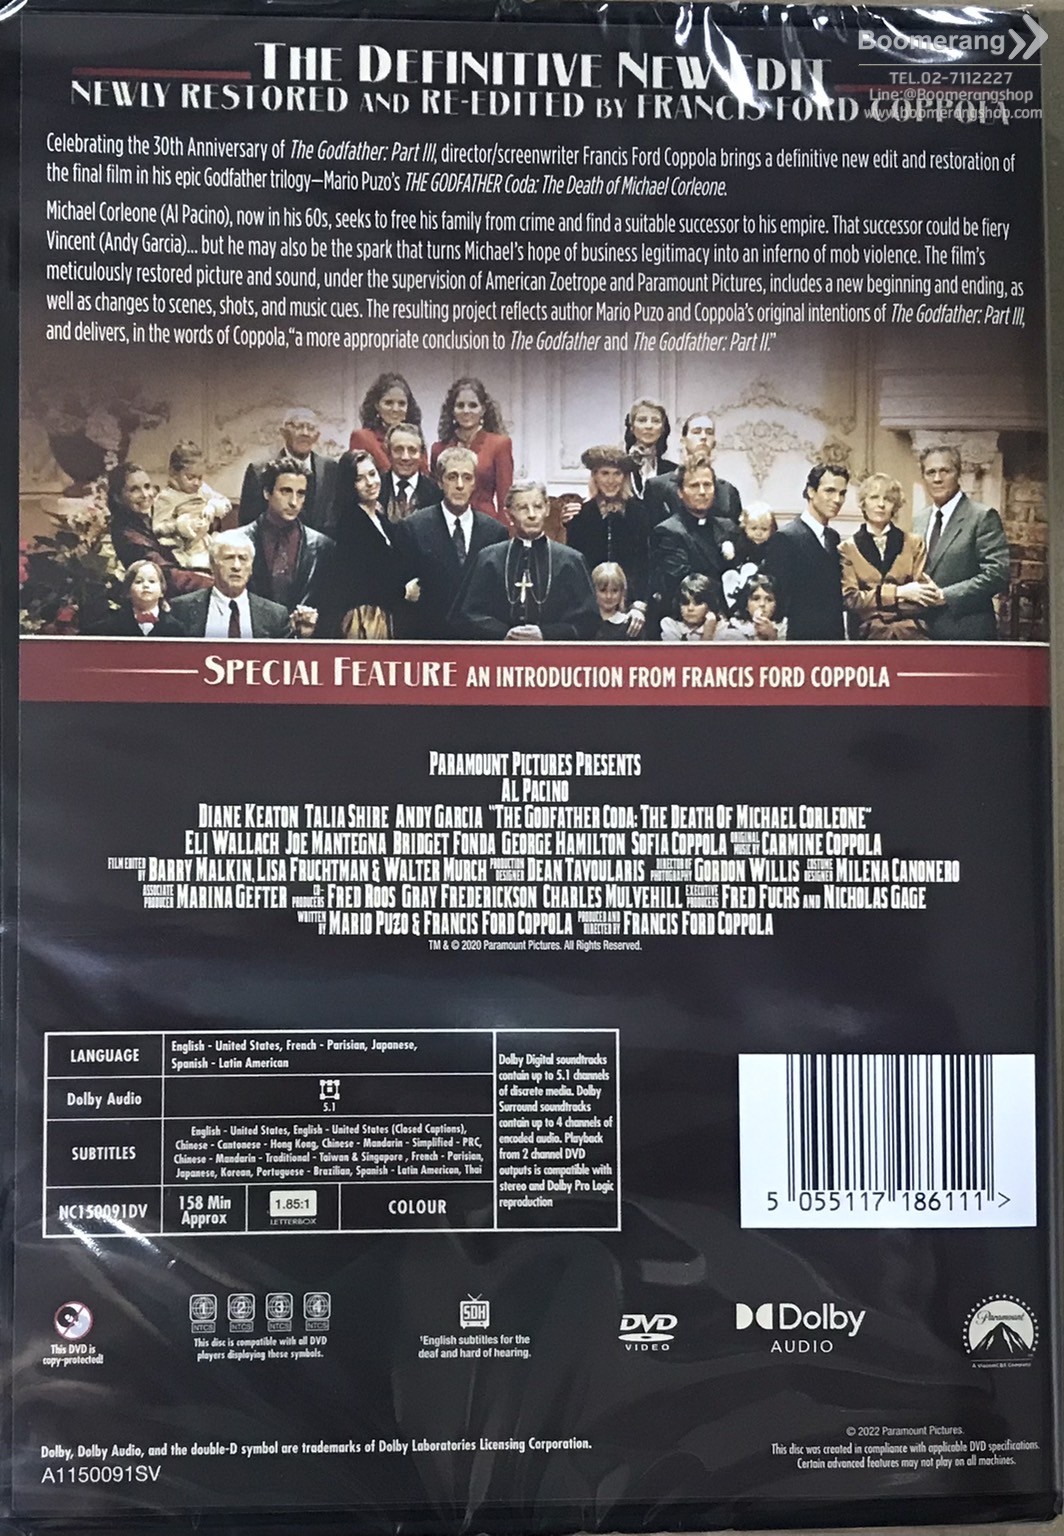 Boomerang
TEL.02-7112227
Line:@Boomerangshop
www.boomerangshop.com
THE DEFINITIVE NEW EDIT
NEWLY RESTORED AND RE-EDITED BY FRANCIS FORD COPPOLA
Celebrating the 30th Anniversary of The Godfather: Part III, director/screenwriter Francis Ford Coppola brings a definitive new edit and restoration of
the final film in his epic Godfather trilogy—Mario Puzo's THE GODFATHER Coda: The Death of Michael Corleone.
Michael Corleone (Al Pacino), now in his 60s, seeks to free his family from crime and find a suitable successor to his empire. That successor could be fiery
Vincent (Andy Garcia)... but he may also be the spark that turns Michael's hope of business legitimacy into an inferno of mob violence. The film's
meticulously restored picture and sound, under the supervision of American Zoetrope and Paramount Pictures, includes a new beginning and ending, as
well as changes to scenes, shots, and music cues. The resulting project reflects author Mario Puzo and Coppola's original intentions of The Godfather: Part III,
and delivers, in the words of Coppola, "a more appropriate conclusion to The Godfather and The Godfather: Part II."
SPECIAL FEATURE AN INTRODUCTION FROM FRANCIS FORD COPPOLA
PARAMOUNT PICTURES PRESENTS
AL PACINO
DIANE KEATON TALIA SHIRE ANDY GARCIA "THE GODFATHER CODA: THE DEATH OF MICHAEL CORLEONE"
ELI WALLACH JOE MANTEGNA BRIDGET FONDA GEORGE HAMILTON SOFIA COPPOLA ORIGINAL MUSIC BY CARMINE COPPOLA
FILM EDITED BY BARRY MALKIN, LISA FRUCHTMAN & WALTER MURCH PRODUCTION DESIGNER DEAN TAVOULARIS DIRECTOR OF PHOTOGRAPHY GORDON WILLIS COSTUME DESIGNER MILENA CANONERO
ASSOCIATE PRODUCER MARINA GEFTER CO-PRODUCERS FRED ROOS GRAY FREDERICKSON CHARLES MULVEHILL EXECUTIVE PRODUCERS FRED FUCHS AND NICHOLAS GAGE
WRITTEN BY MARIO PUZO & FRANCIS FORD COPPOLA PRODUCED AND DIRECTED BY FRANCIS FORD COPPOLA
TM & © 2020 Paramount Pictures. All Rights Reserved.
LANGUAGE
English - United States, French - Parisian, Japanese,
Spanish - Latin American
Dolby Audio
5.1
SUBTITLES
English - United States, English - United States (Closed Captions),
Chinese - Cantonese - Hong Kong, Chinese - Mandarin - Simplified - PRC,
Chinese - Mandarin - Traditional - Taiwan & Singapore, French - Parisian,
Japanese, Korean, Portuguese - Brazilian, Spanish - Latin American, Thai
NC150091DV
158 Min
Approx
1.85:1
LETTERBOX
COLOUR
Dolby Digital soundtracks
contain up to 5.1 channels
of discrete media. Dolby
Surround soundtracks
contain up to 4 channels of
encoded audio. Playback
from 2 channel DVD
outputs is compatible with
stereo and Dolby Pro Logic
reproduction
5 055117 186111 >
This DVD is
copy-protected!
1 2 3 4
NTCS NTCS NTCS NTCS
This disc is compatible with all DVD
players displaying these symbols.
SDH
*English subtitles for the
deaf and hard of hearing.
DVD
VIDEO
Dolby
AUDIO
Paramount
A ViacomCBS Company
Dolby, Dolby Audio, and the double-D symbol are trademarks of Dolby Laboratories Licensing Corporation.
A1150091SV
© 2022 Paramount Pictures.
This disc was created in compliance with applicable DVD specifications.
Certain advanced features may not play on all machines.